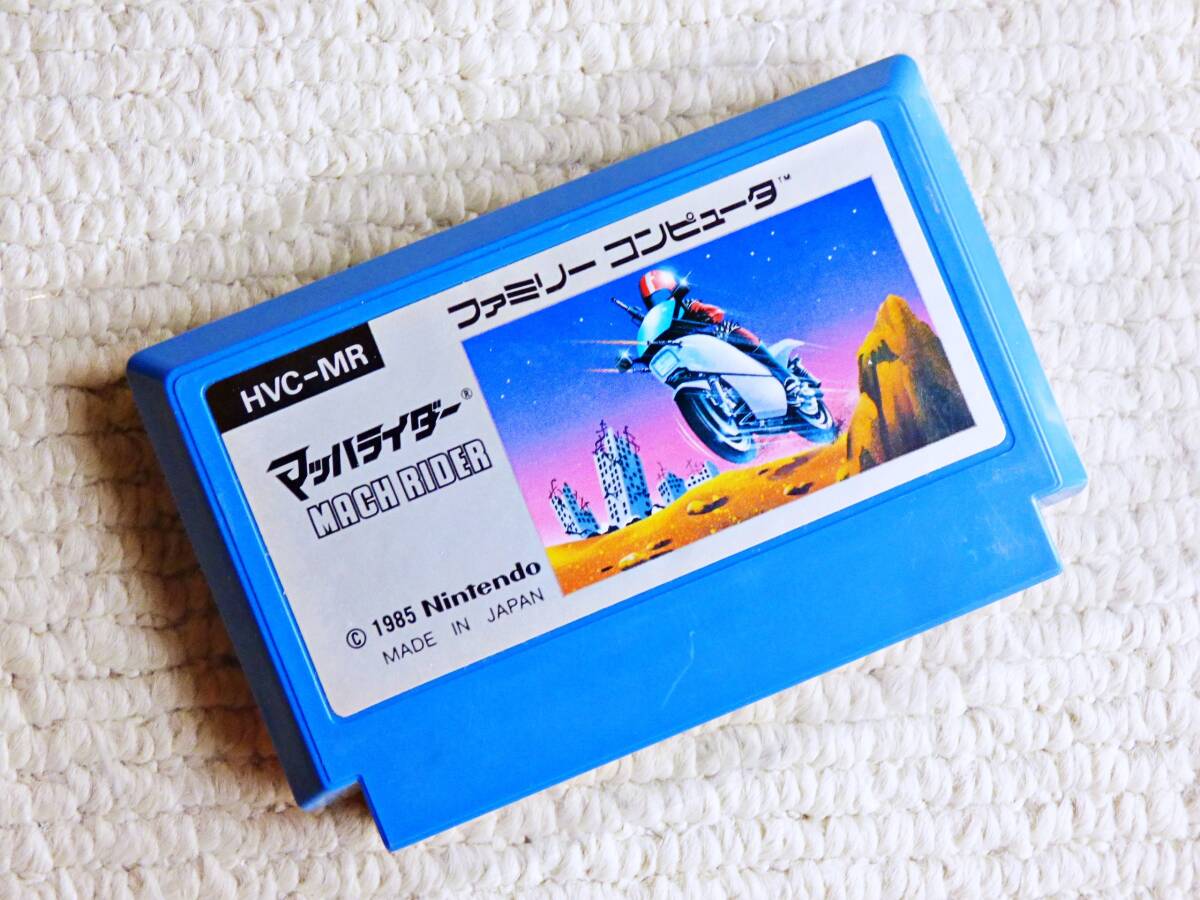 ファミリー コンピュータ™
HVC-MR
マッハライダー®
MACH RIDER
© 1985 Nintendo
MADE IN JAPAN